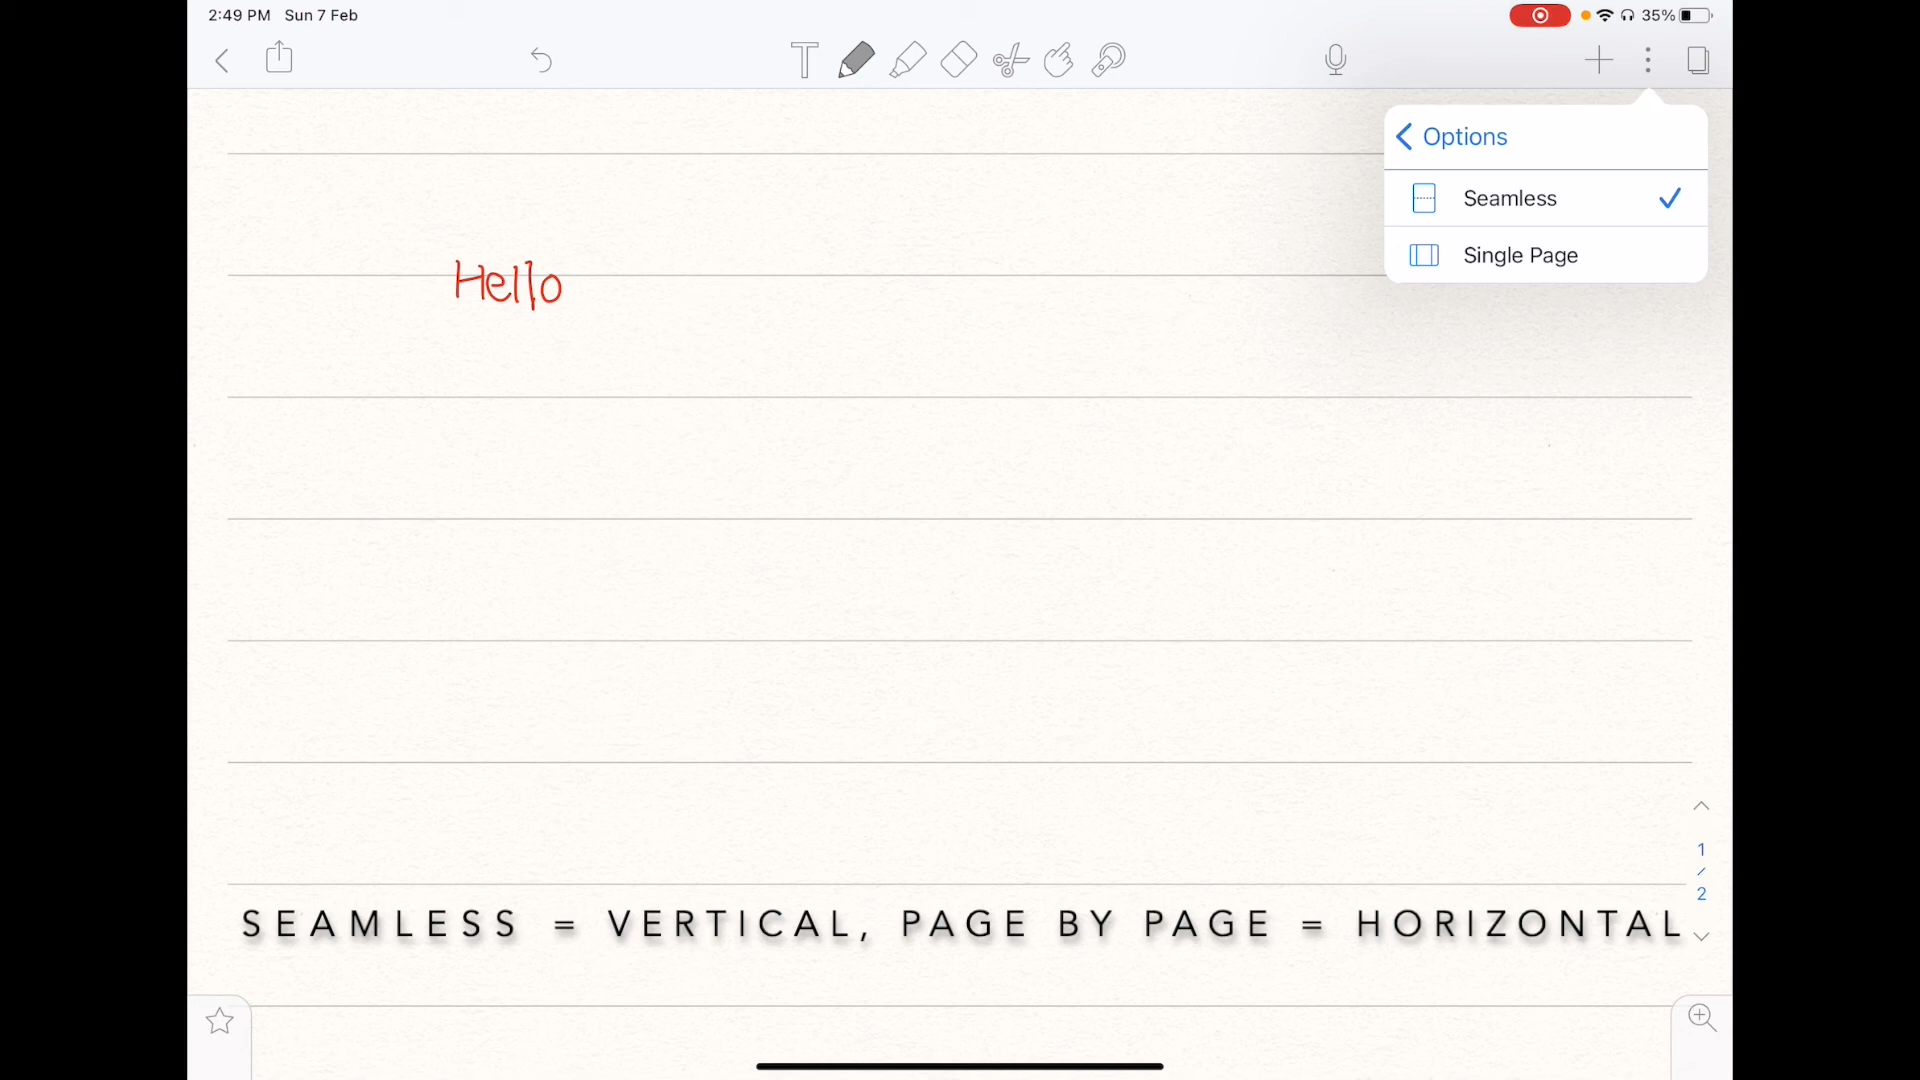 2:49 PM Sun 7 Feb
35%
Options
Seamless
Single Page
Hello
1
/
2
SEAMLESS = VERTICAL, PAGE BY PAGE = HORIZONTAL